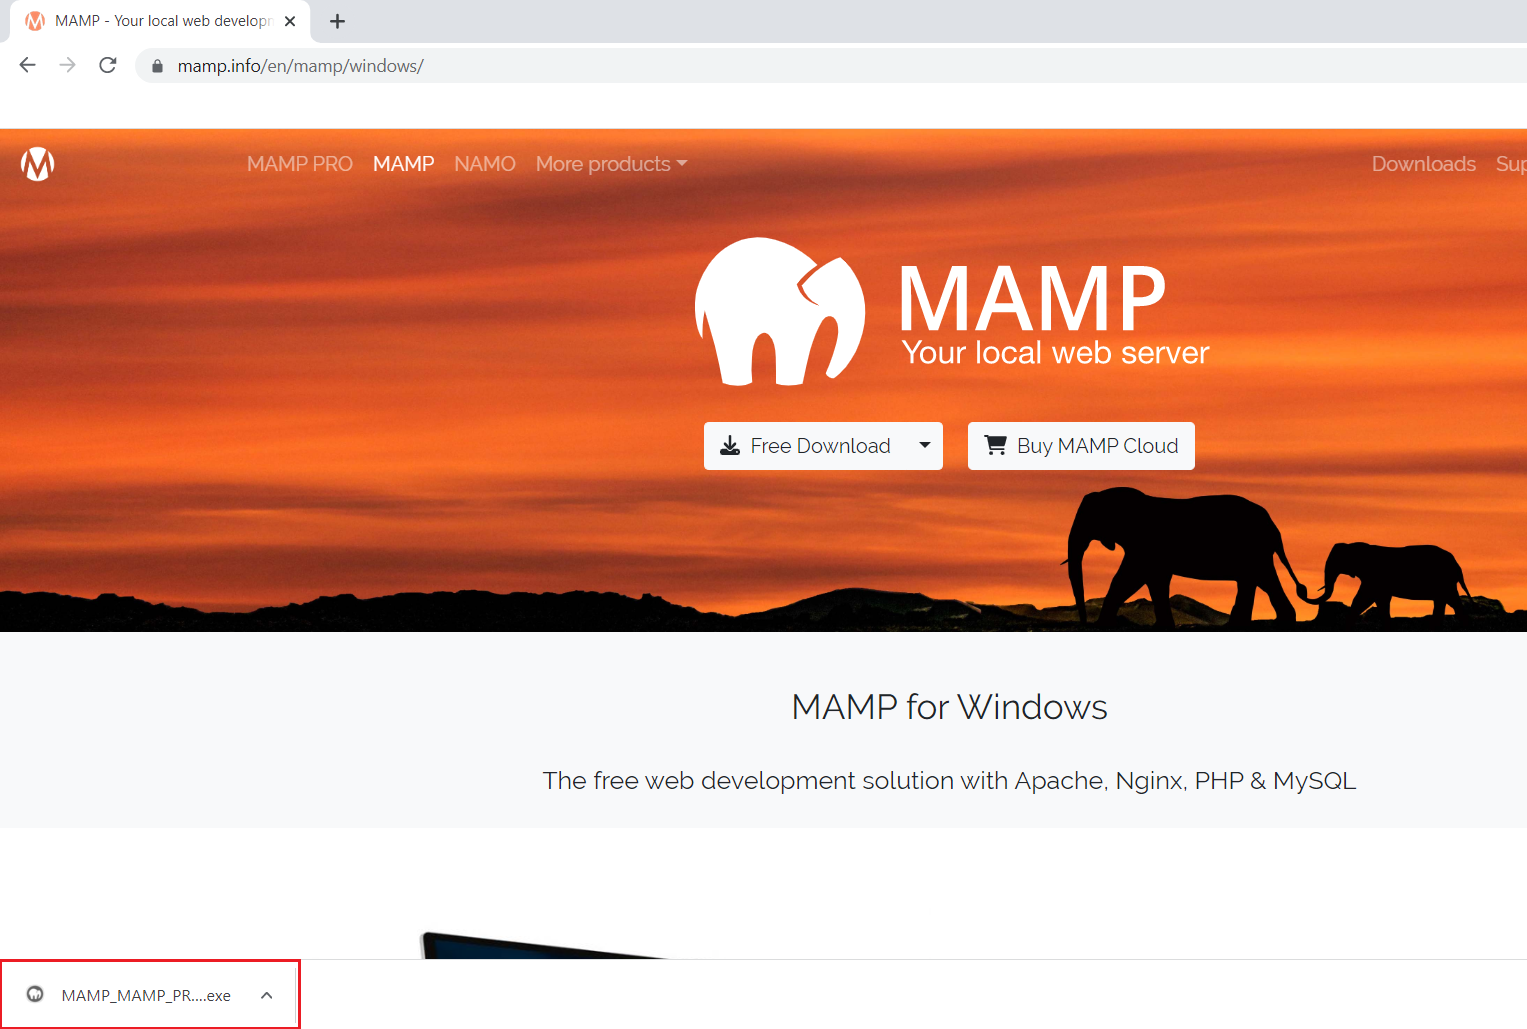 MAMP - Your local web develop
mamp.info/en/mamp/windows/
MAMP PRO MAMP NAMO More products Downloads Sup
MAMP
Your local web server
Free Download Buy MAMP Cloud
MAMP for Windows
The free web development solution with Apache, Nginx, PHP & MySQL
MAMP_MAMP_PR....exe